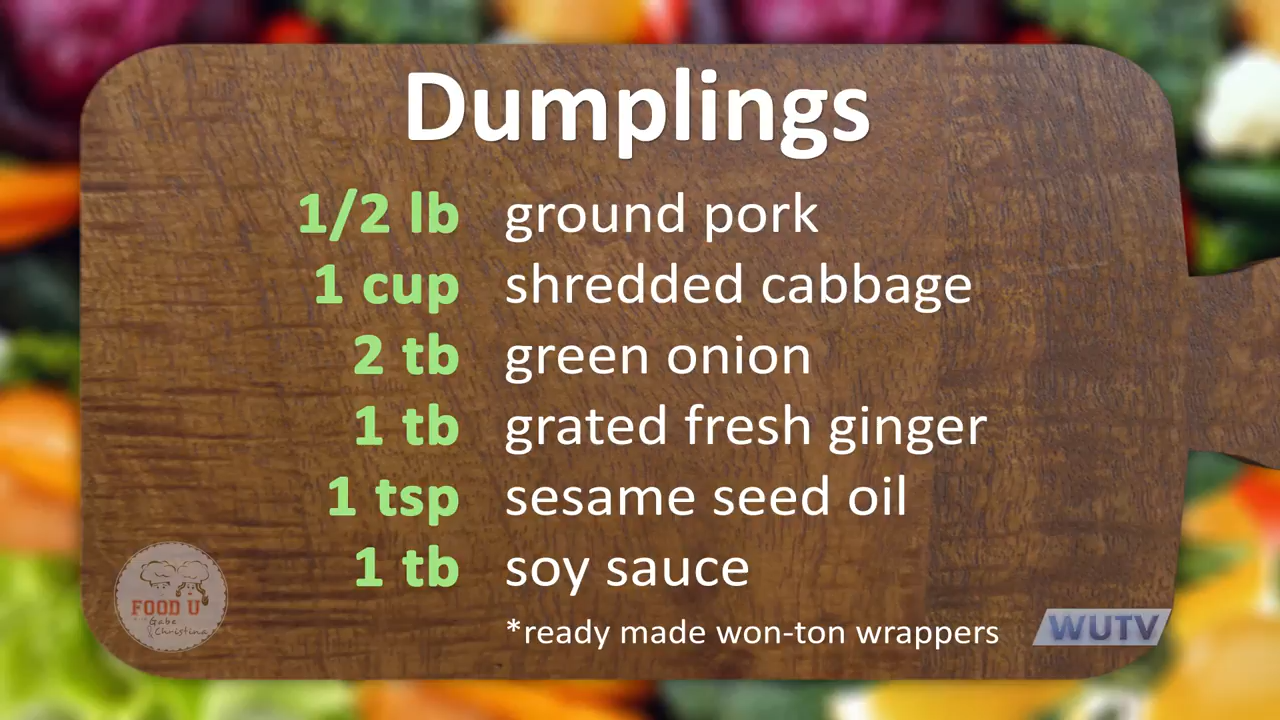 Dumplings
1/2 lb ground pork
1 cup shredded cabbage
2 tb green onion
1 tb grated fresh ginger
1 tsp sesame seed oil
1 tb soy sauce
*ready made won-ton wrappers
FOOD U
Gabe
& Christina
WUTV